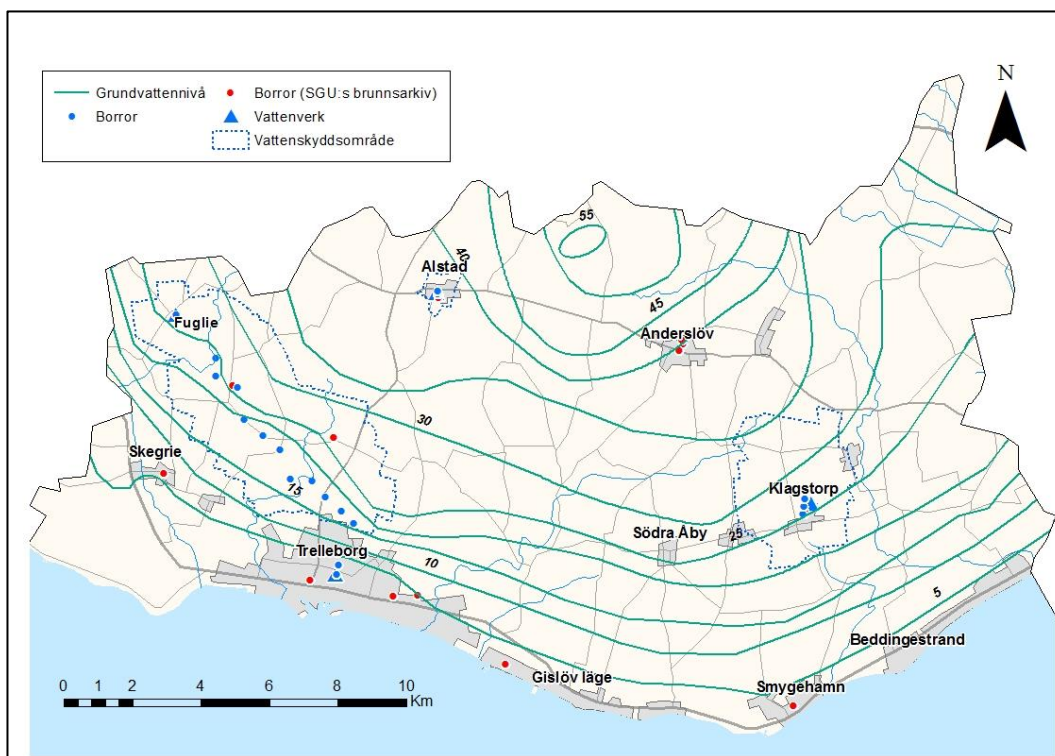 Grundvattennivå
Borror
Borror (SGU:s brunnsarkiv)
Vattenverk
Vattenskyddsområde
N
55
40
Alstad
45
Anderslöv
Fuglie
30
Skegrie
15
Klagstorp
Södra Åby
25
Trelleborg
10
5
Beddingestrand
Gislöv läge
Smygehamn
0 1 2 4 6 8 10
Km